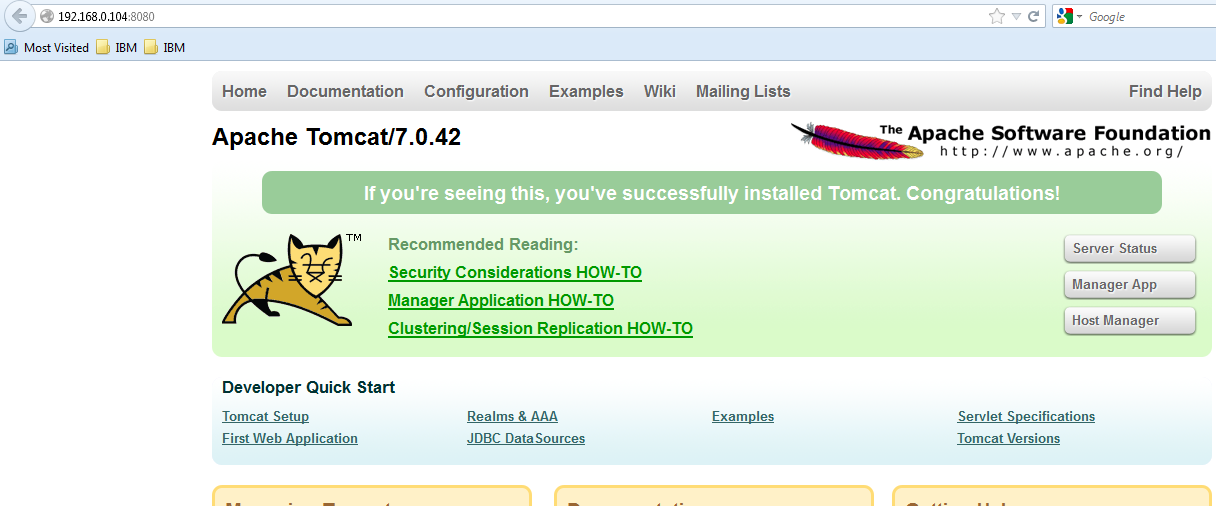 192.168.0.104:8080
Google
Most Visited IBM IBM
Home Documentation Configuration Examples Wiki Mailing Lists Find Help
Apache Tomcat/7.0.42
The Apache Software Foundation
http://www.apache.org/
If you're seeing this, you've successfully installed Tomcat. Congratulations!
TM
Recommended Reading:
Security Considerations HOW-TO
Manager Application HOW-TO
Clustering/Session Replication HOW-TO
Server Status
Manager App
Host Manager
Developer Quick Start
Tomcat Setup Realms & AAA Examples Servlet Specifications
First Web Application JDBC DataSources Tomcat Versions